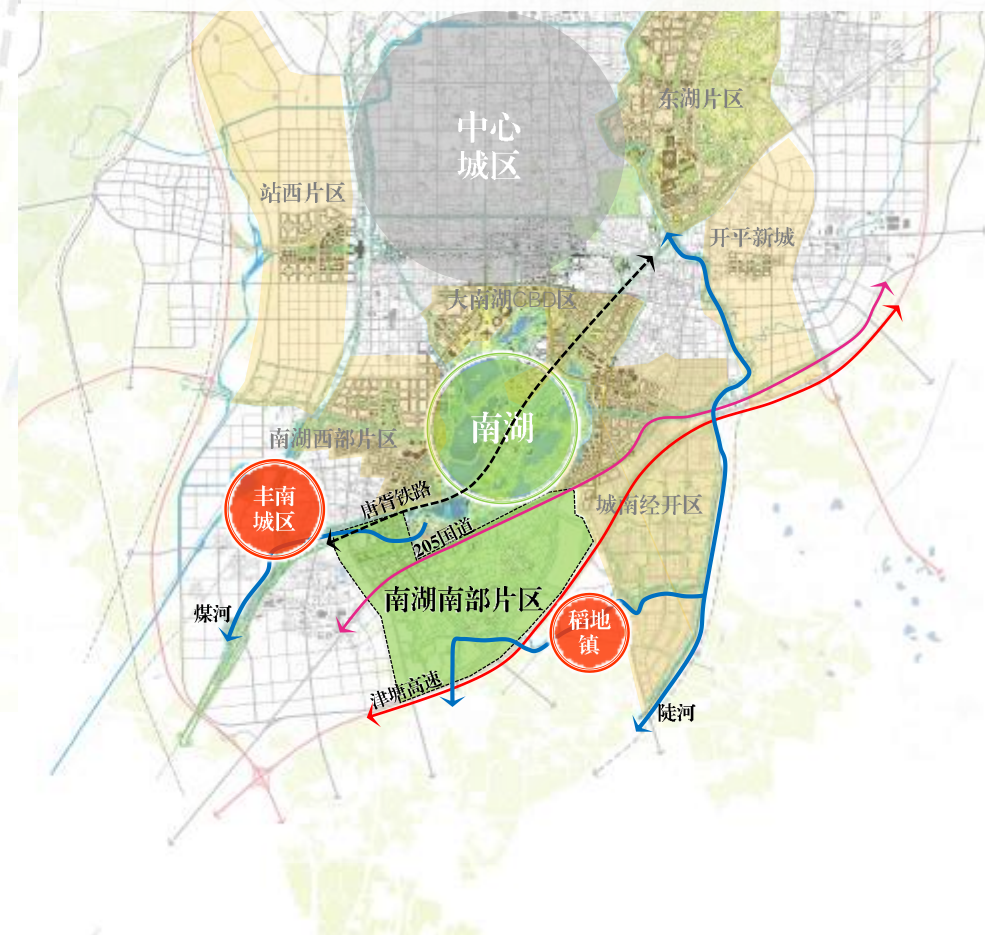 东湖片区
中心
城区
站西片区
开平新城
大南湖CBD区
南湖
南湖西部片区
丰南
城区
唐胥铁路
城南经开区
205国道
南湖南部片区
煤河
稻地
镇
津塘高速
陡河